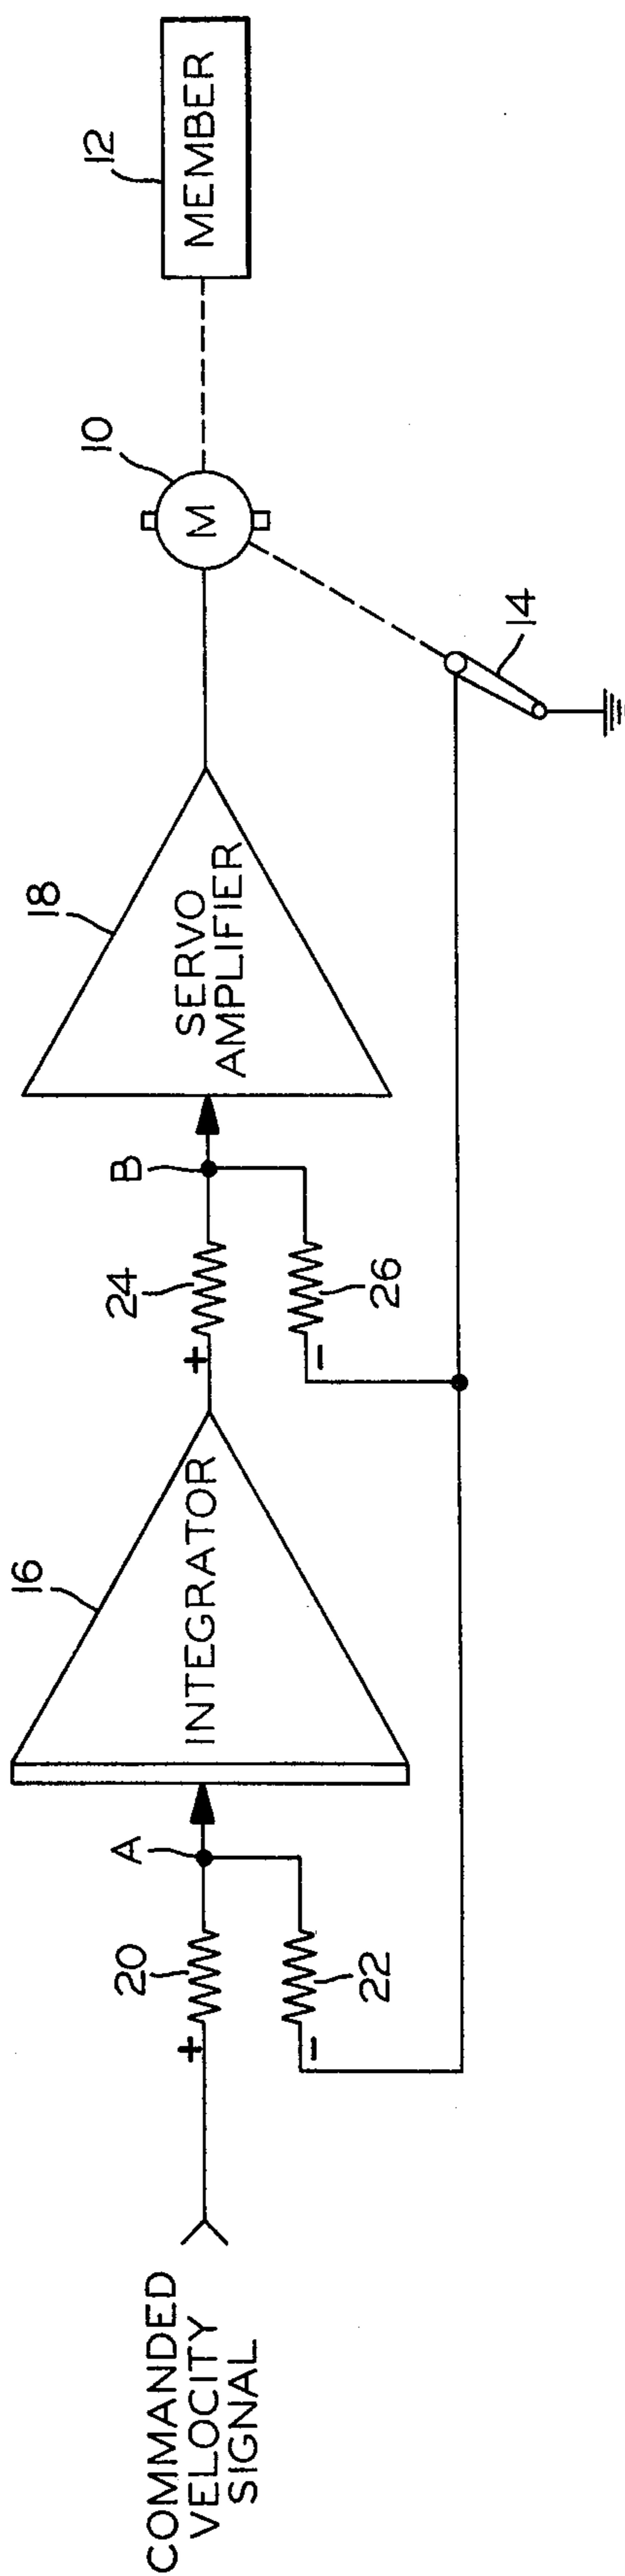 COMMANDED
VELOCITY
SIGNAL
+
20
-
22
A
16
INTEGRATOR
+
24
-
26
B
18
SERVO
AMPLIFIER
10
M
14
12
MEMBER